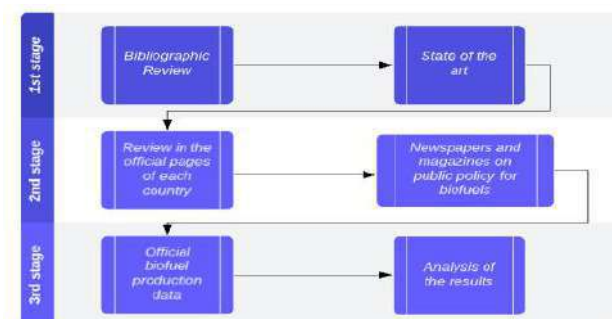 1st stage
Bibliographic
Review
State of the
art
2nd stage
Review in the
official pages
of each
country
Newspapers and
magazines on
public policy for
biofuels
3rd stage
Official
biofuel
production
data
Analysis of
the results